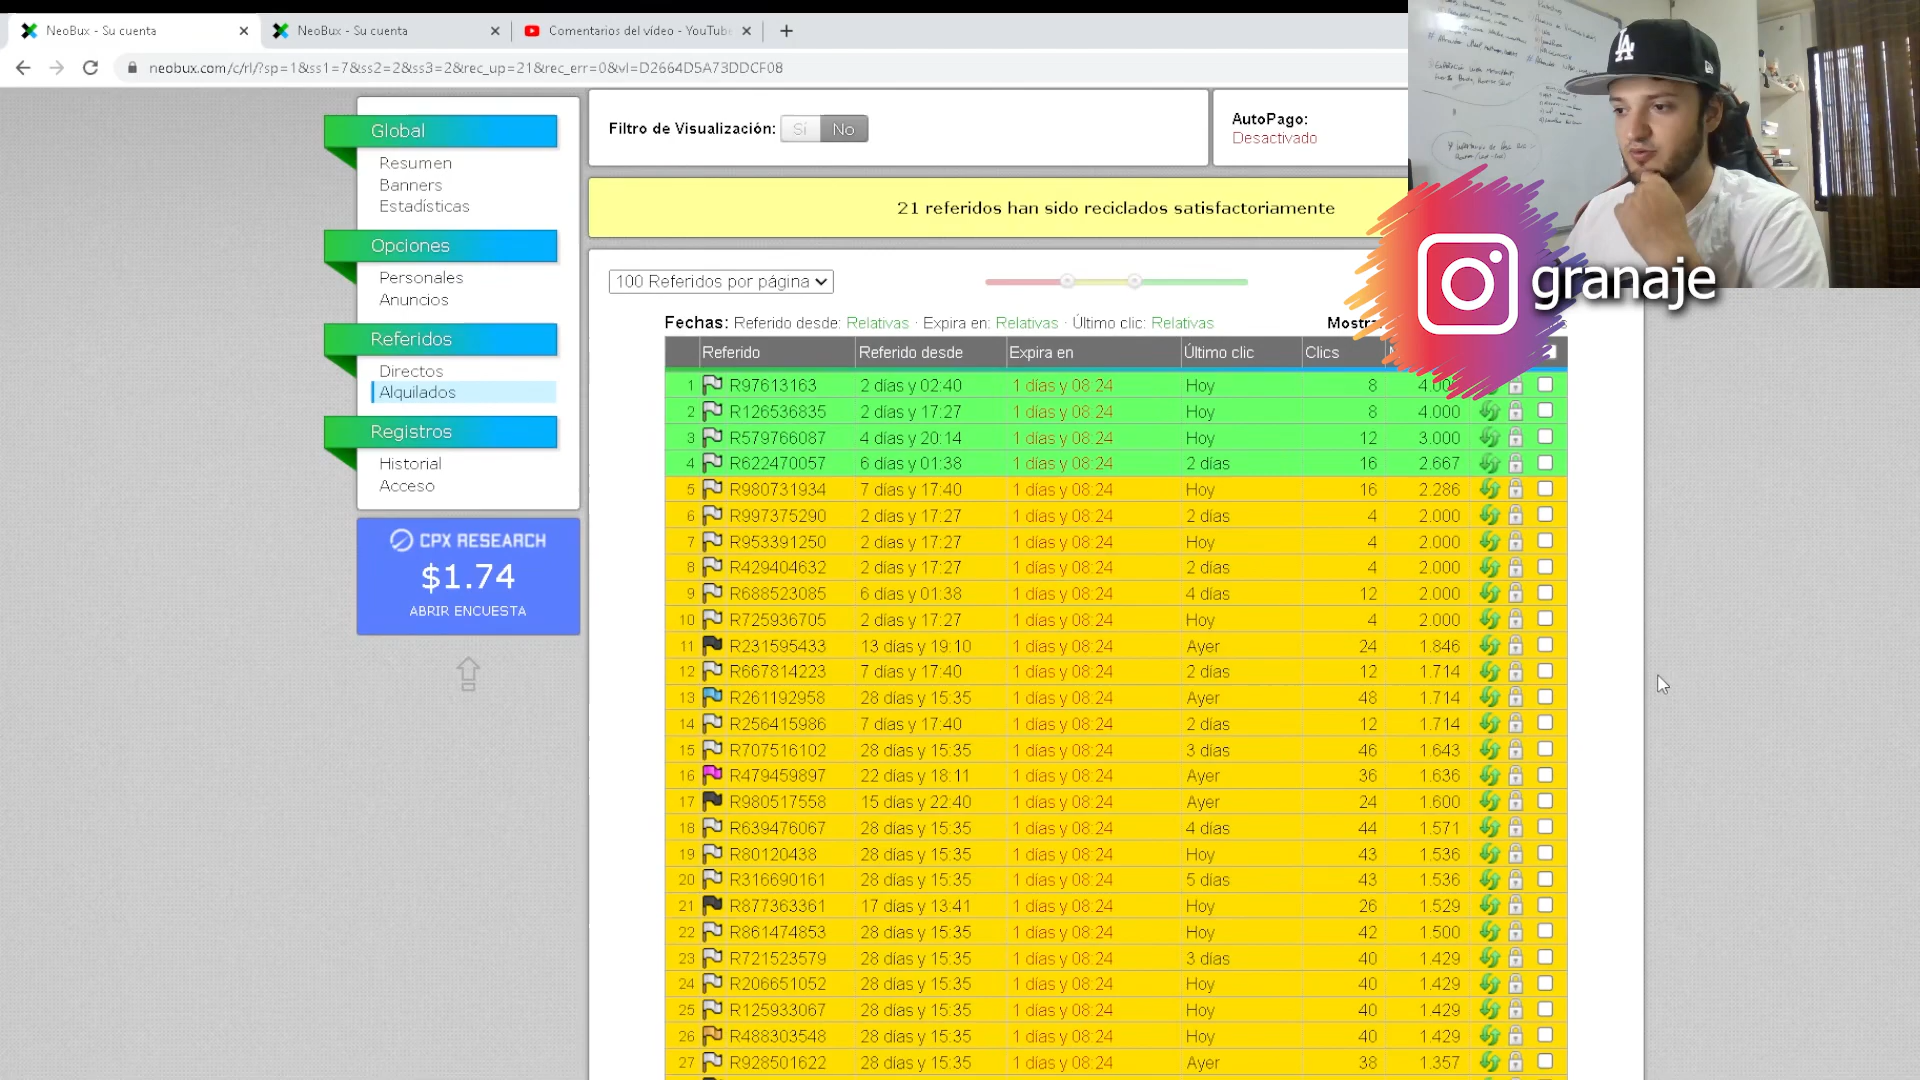 NeoBux - Su cuenta
NeoBux - Su cuenta
Comentarios del vídeo - YouTube
neobux.com/c/rl/?sp=1&ss1=7&ss2=2&ss3=2&rec_up=21&rec_err=0&vl=D2664D5A73DDCF08
Global
Resumen
Banners
Estadísticas
Opciones
Personales
Anuncios
Referidos
Directos
Alquilados
Registros
Historial
Acceso
CPX RESEARCH
$1.74
ABRIR ENCUESTA
Filtro de Visualización: Sí No
AutoPago:
Desactivado
21 referidos han sido reciclados satisfactoriamente
LA
granaje
100 Referidos por página
Fechas: Referido desde: Relativas · Expira en: Relativas · Último clic: Relativas
Referido Referido desde Expira en Último clic Clics
1 R97613163 2 días y 02:40 1 días y 08:24 Hoy 8
2 R126536835 2 días y 17:27 1 días y 08:24 Hoy 8 4.000
3 R579766087 4 días y 20:14 1 días y 08:24 Hoy 12 3.000
4 R622470057 6 días y 01:38 1 días y 08:24 2 días 16 2.667
5 R980731934 7 días y 17:40 1 días y 08:24 Hoy 16 2.286
6 R997375290 2 días y 17:27 1 días y 08:24 2 días 4 2.000
7 R953391250 2 días y 17:27 1 días y 08:24 Hoy 4 2.000
8 R429404632 2 días y 17:27 1 días y 08:24 2 días 4 2.000
9 R688523085 6 días y 01:38 1 días y 08:24 4 días 12 2.000
10 R725936705 2 días y 17:27 1 días y 08:24 Hoy 4 2.000
11 R231595433 13 días y 19:10 1 días y 08:24 Ayer 24 1.846
12 R667814223 7 días y 17:40 1 días y 08:24 2 días 12 1.714
13 R261192958 28 días y 15:35 1 días y 08:24 Ayer 48 1.714
14 R256415986 7 días y 17:40 1 días y 08:24 2 días 12 1.714
15 R707516102 28 días y 15:35 1 días y 08:24 3 días 46 1.643
16 R479459897 22 días y 18:11 1 días y 08:24 Ayer 36 1.636
17 R980517558 15 días y 22:40 1 días y 08:24 Ayer 24 1.600
18 R639476067 28 días y 15:35 1 días y 08:24 4 días 44 1.571
19 R80120438 28 días y 15:35 1 días y 08:24 Hoy 43 1.536
20 R316690161 28 días y 15:35 1 días y 08:24 5 días 43 1.536
21 R877363361 17 días y 13:41 1 días y 08:24 Hoy 26 1.529
22 R861474853 28 días y 15:35 1 días y 08:24 Hoy 42 1.500
23 R721523579 28 días y 15:35 1 días y 08:24 3 días 40 1.429
24 R206651052 28 días y 15:35 1 días y 08:24 Hoy 40 1.429
25 R125933067 28 días y 15:35 1 días y 08:24 Hoy 40 1.429
26 R488303548 28 días y 15:35 1 días y 08:24 Hoy 40 1.429
27 R928501622 28 días y 15:35 1 días y 08:24 Ayer 38 1.357